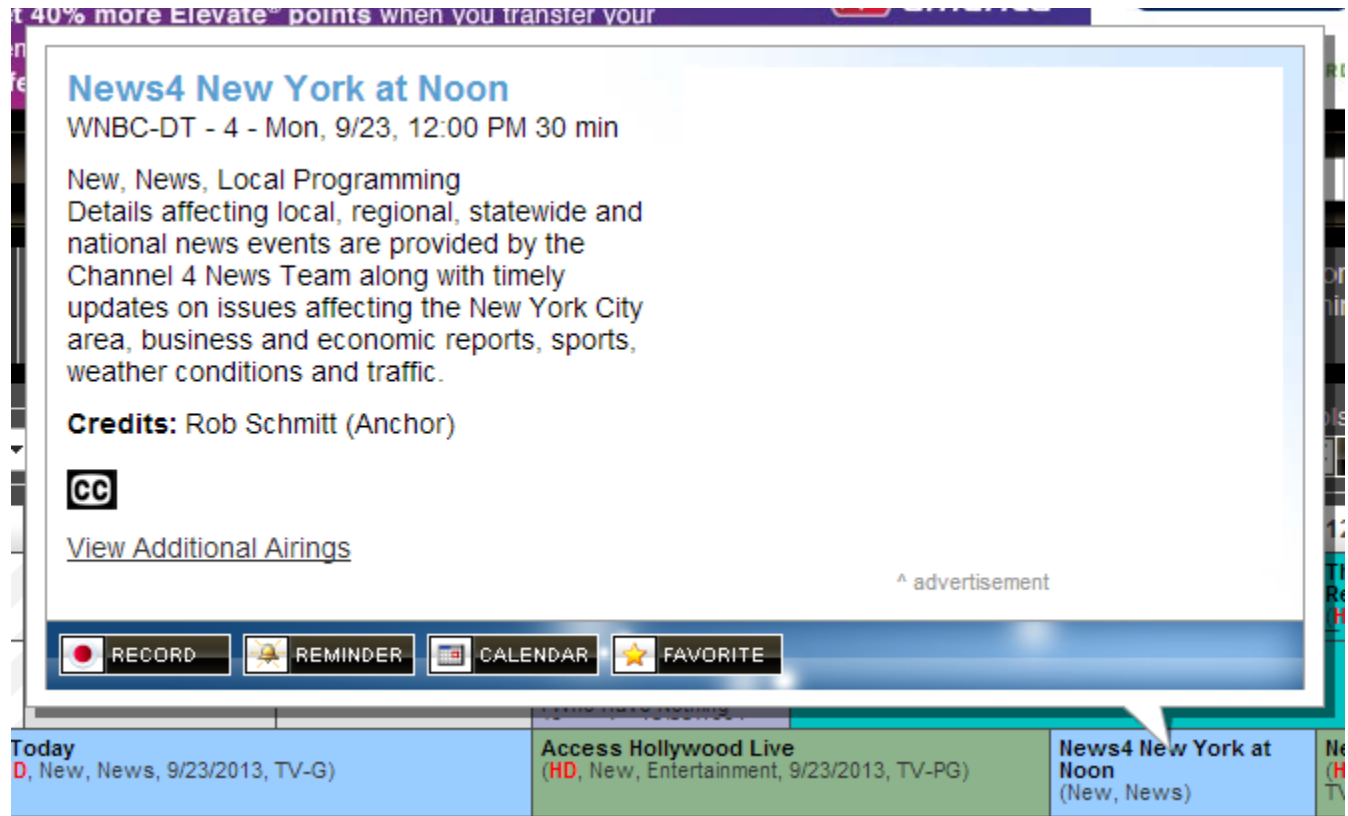 t 40% more Elevate® points when you transfer your
News4 New York at Noon
WNBC-DT - 4 - Mon, 9/23, 12:00 PM 30 min
New, News, Local Programming
Details affecting local, regional, statewide and
national news events are provided by the
Channel 4 News Team along with timely
updates on issues affecting the New York City
area, business and economic reports, sports,
weather conditions and traffic.
Credits: Rob Schmitt (Anchor)
CC
View Additional Airings
^ advertisement
RECORD REMINDER CALENDAR FAVORITE
Today
D, New, News, 9/23/2013, TV-G)
Access Hollywood Live
(HD, New, Entertainment, 9/23/2013, TV-PG)
News4 New York at
Noon
(New, News)